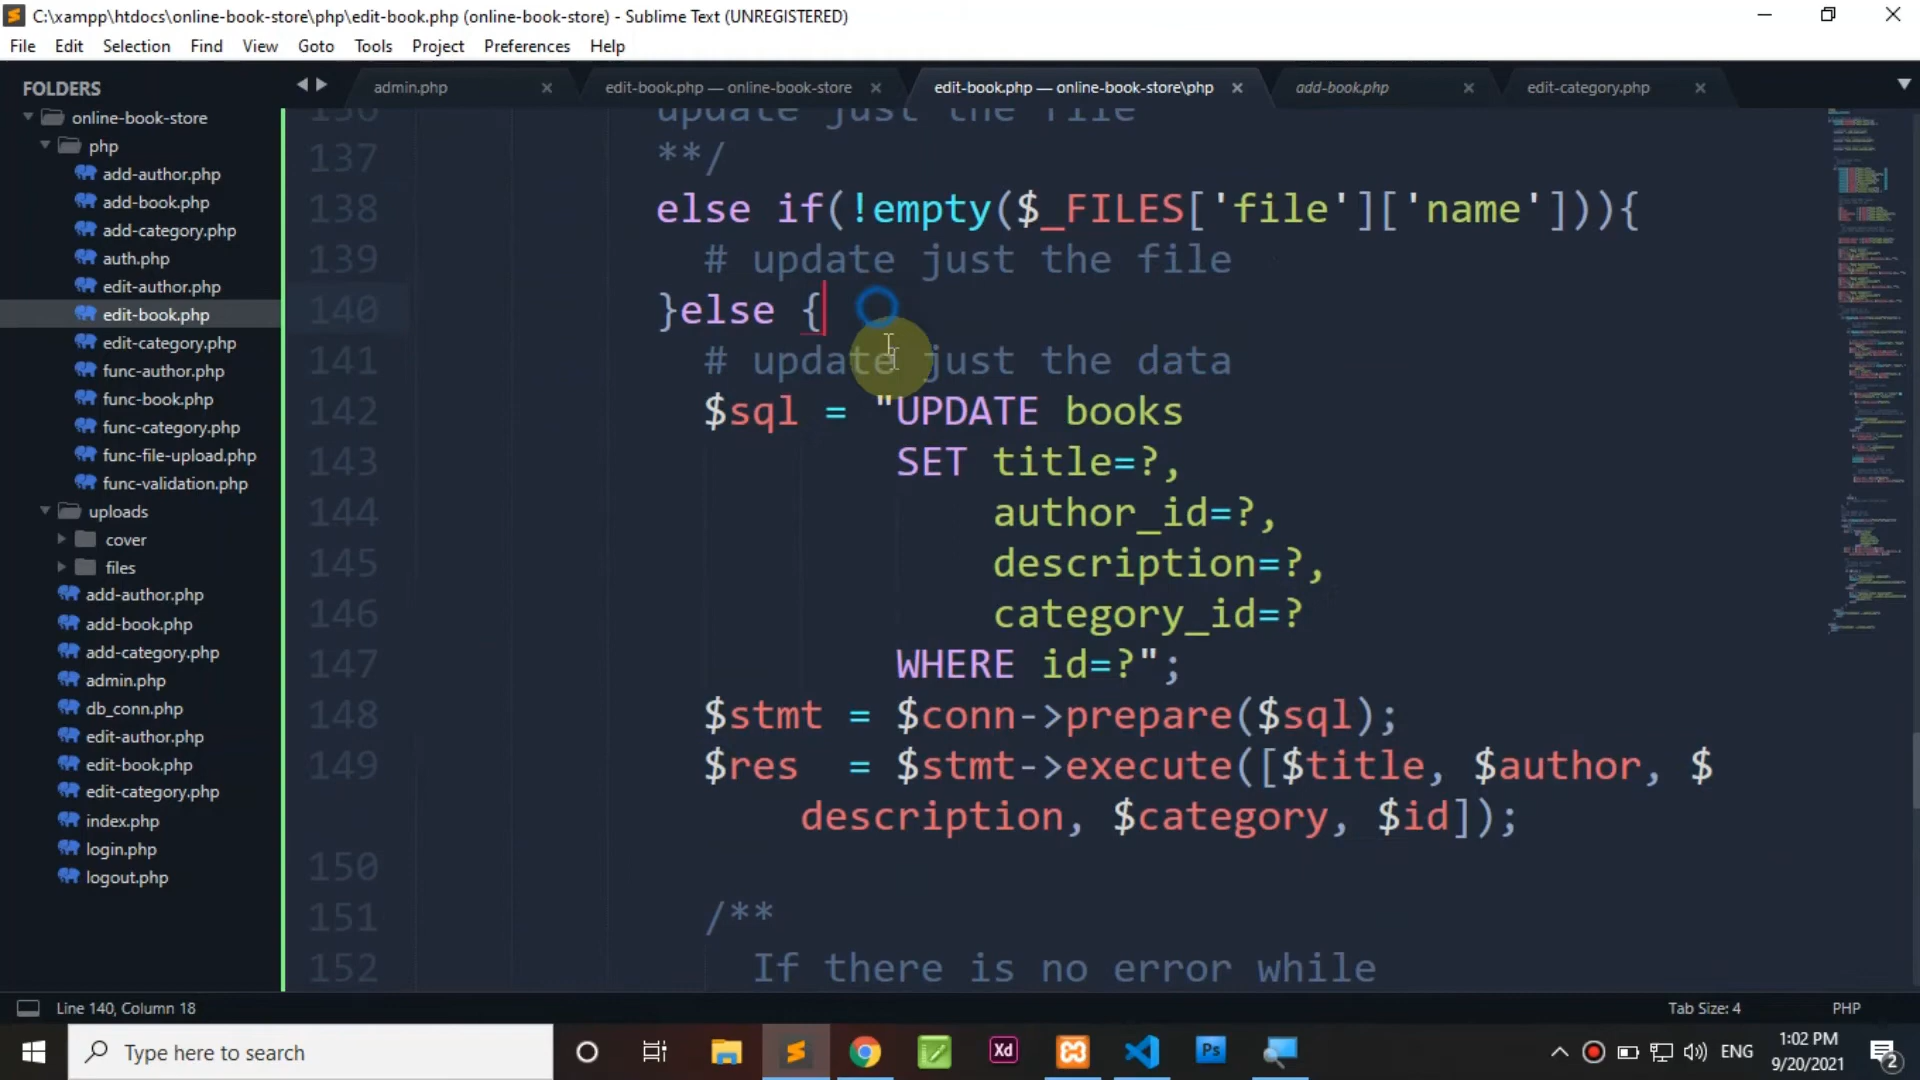 C:\xampp\htdocs\online-book-store\php\edit-book.php (online-book-store) - Sublime Text (UNREGISTERED)
File Edit Selection Find View Goto Tools Project Preferences Help
FOLDERS
online-book-store
php
add-author.php
add-book.php
add-category.php
auth.php
edit-author.php
edit-book.php
edit-category.php
func-author.php
func-book.php
func-category.php
func-file-upload.php
func-validation.php
uploads
cover
files
add-author.php
add-book.php
add-category.php
admin.php
db_conn.php
edit-author.php
edit-book.php
edit-category.php
index.php
login.php
logout.php
admin.php edit-book.php — online-book-store edit-book.php — online-book-store\php add-book.php edit-category.php
136 update just the file
137 **/
138 else if(!empty($_FILES['file']['name'])){
139 # update just the file
140 }else {
141 # update just the data
142 $sql = "UPDATE books
143 SET title=?,
144 author_id=?,
145 description=?,
146 category_id=?
147 WHERE id=?";
148 $stmt = $conn->prepare($sql);
149 $res  = $stmt->execute([$title, $author, $
description, $category, $id]);
150
151 /**
152 If there is no error while
Line 140, Column 18 Tab Size: 4 PHP
Type here to search
Xd
Ps
ENG
1:02 PM
9/20/2021
2